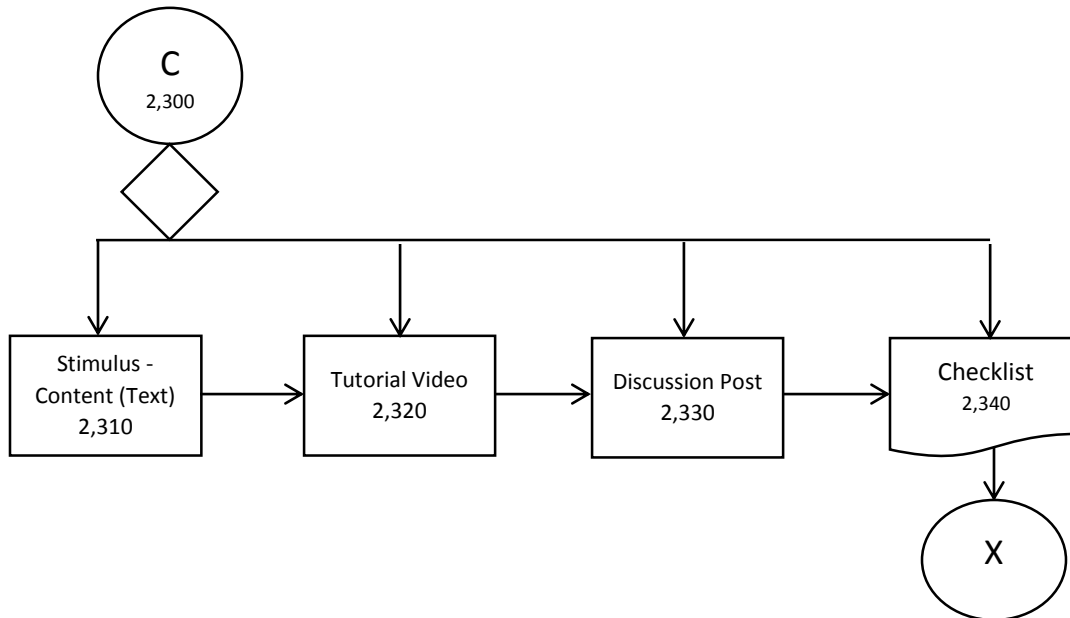 C
2,300
Stimulus -
Content (Text)
2,310
Tutorial Video
2,320
Discussion Post
2,330
Checklist
2,340
X